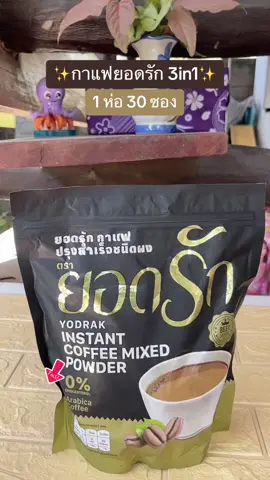 ✨กาแฟยอดรัก 3in1✨
1 ห่อ 30 ซอง
ยอดรัก กาแฟ
ปรุงสำเร็จชนิดผง
ตรา
ยอดรัก
YODRAK
INSTANT
COFFEE MIXED
POWDER
0%
Arabica
Coffee